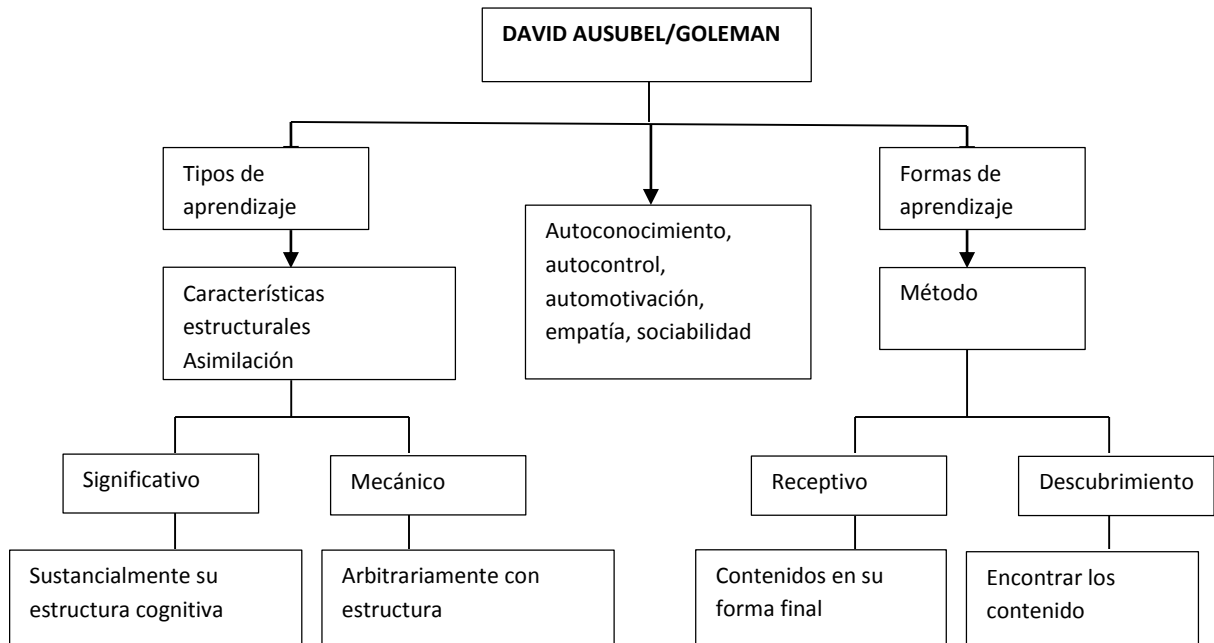 DAVID AUSUBEL/GOLEMAN
Tipos de
aprendizaje
Autoconocimiento,
autocontrol,
automotivación,
empatía, sociabilidad
Formas de
aprendizaje
Características
estructurales
Asimilación
Método
Significativo
Mecánico
Receptivo
Descubrimiento
Sustancialmente su
estructura cognitiva
Arbitrariamente con
estructura
Contenidos en su
forma final
Encontrar los
contenido